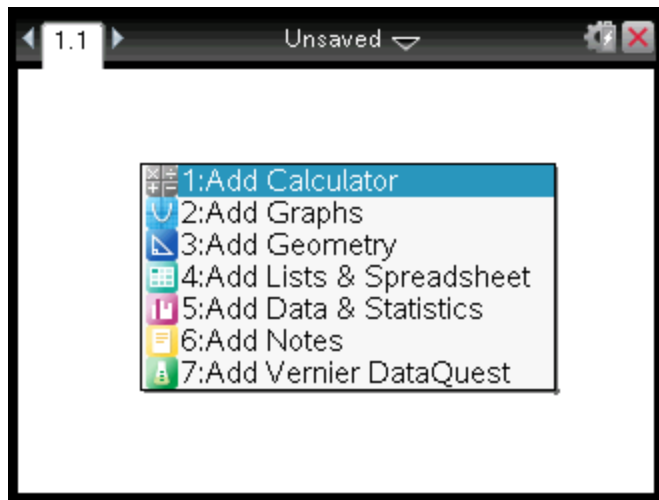 1.1 Unsaved
1:Add Calculator
2:Add Graphs
3:Add Geometry
4:Add Lists & Spreadsheet
5:Add Data & Statistics
6:Add Notes
7:Add Vernier DataQuest